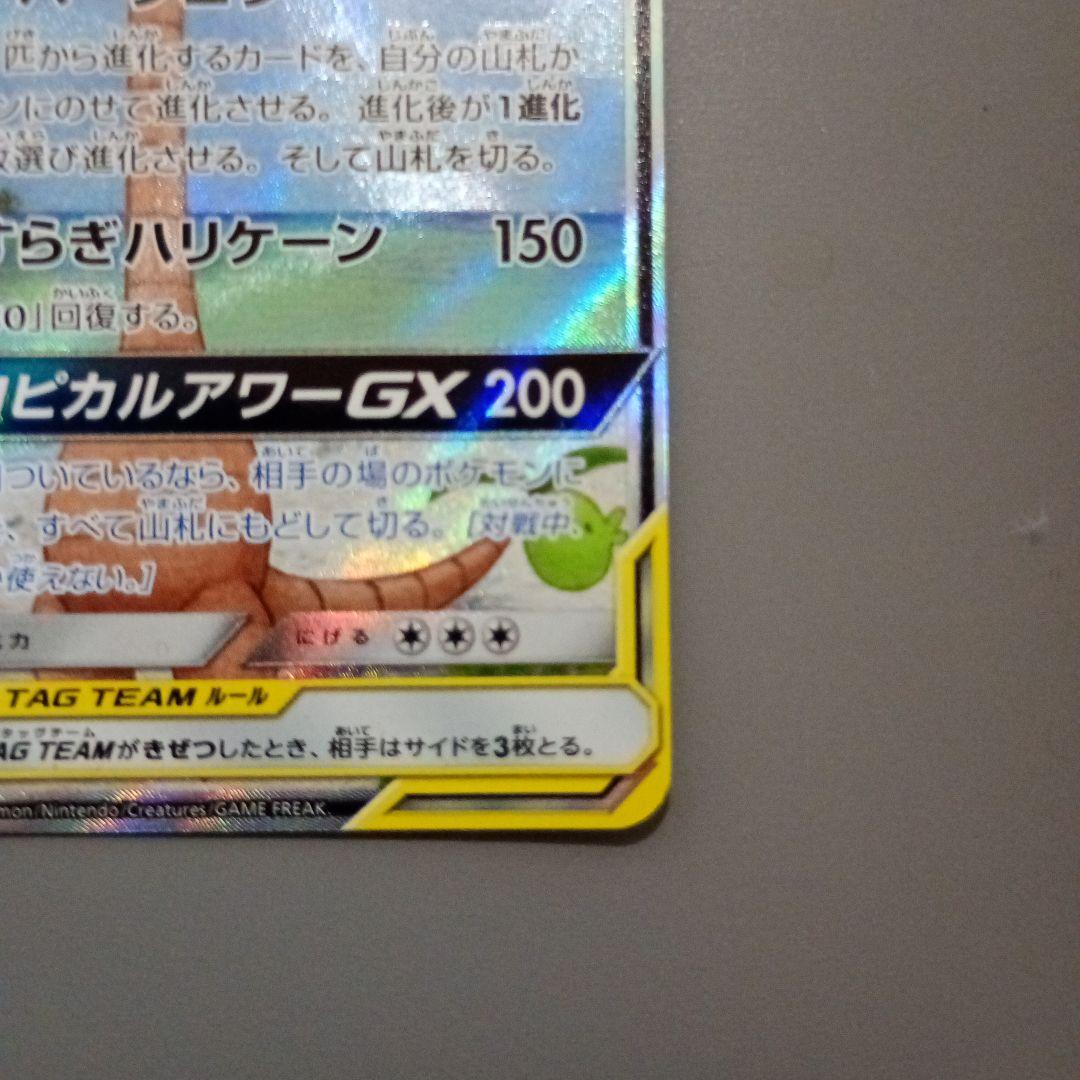 匹から進化するカードを、自分の山札か
ンにのせて進化させる。進化後が1進化
選び進化させる。そして山札を切る。
すらぎハリケーン 150
0」回復する。
ピカルアワーGX 200
ついているなら、相手の場のポケモンに
、すべて山札にもどして切る。[対戦中、
使えない。]
力 にげる
TAG TEAM ルール
AG TEAMがきぜつしたとき、相手はサイドを3枚とる。
mon/Nintendo/Creatures/GAME FREAK.